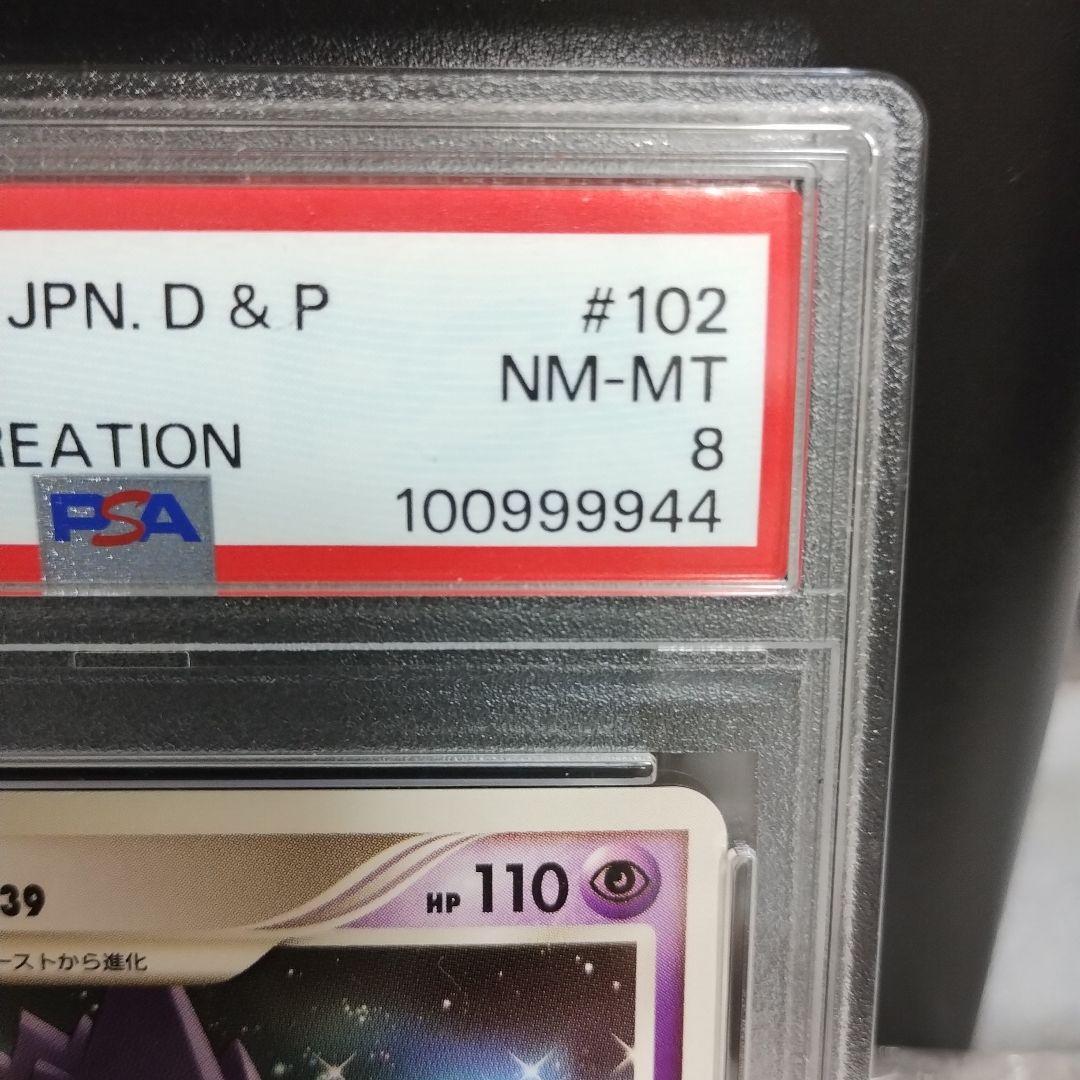 JPN. D & P #102
NM-MT
REATION 8
PSA 100999944
39 HP 110
ーストから進化